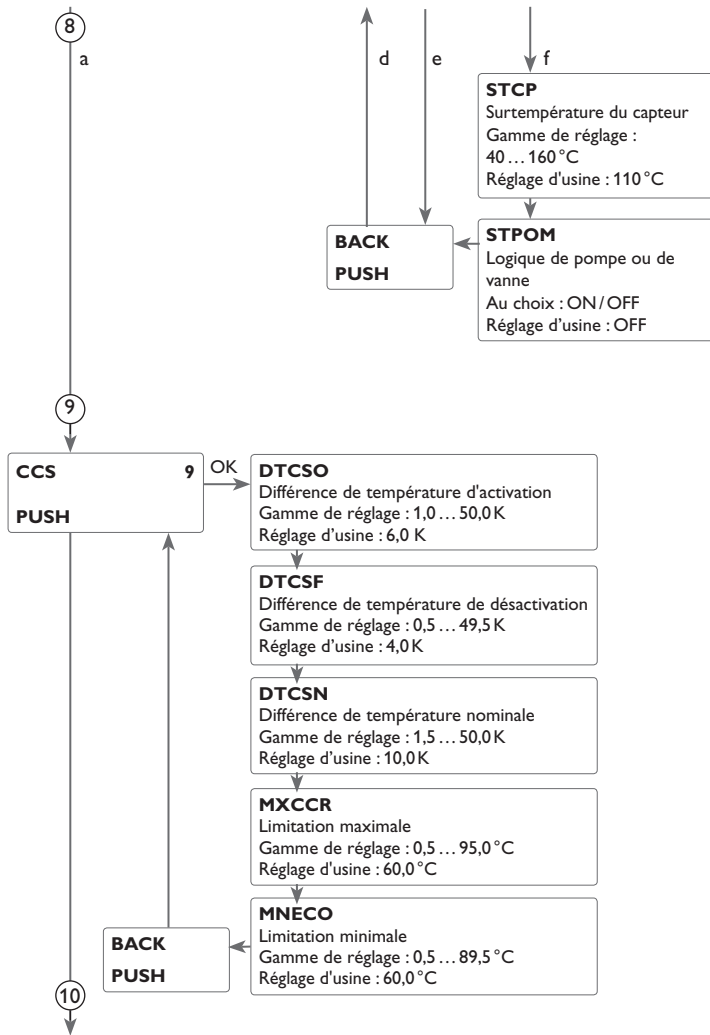 8
a
d
e
f
STCP
Surtempérature du capteur
Gamme de réglage :
40 … 160 °C
Réglage d'usine : 110 °C
BACK
PUSH
STPOM
Logique de pompe ou de
vanne
Au choix : ON / OFF
Réglage d’usine : OFF
9
CCS 9
PUSH
OK
DTCSO
Différence de température d'activation
Gamme de réglage : 1,0 … 50,0 K
Réglage d’usine : 6,0 K
DTCSF
Différence de température de désactivation
Gamme de réglage : 0,5 … 49,5 K
Réglage d’usine : 4,0 K
DTCSN
Différence de température nominale
Gamme de réglage : 1,5 … 50,0 K
Réglage d’usine : 10,0 K
MXCCR
Limitation maximale
Gamme de réglage : 0,5 … 95,0 °C
Réglage d'usine : 60,0 °C
MNECO
Limitation minimale
Gamme de réglage : 0,5 … 89,5 °C
Réglage d'usine : 60,0 °C
BACK
PUSH
10